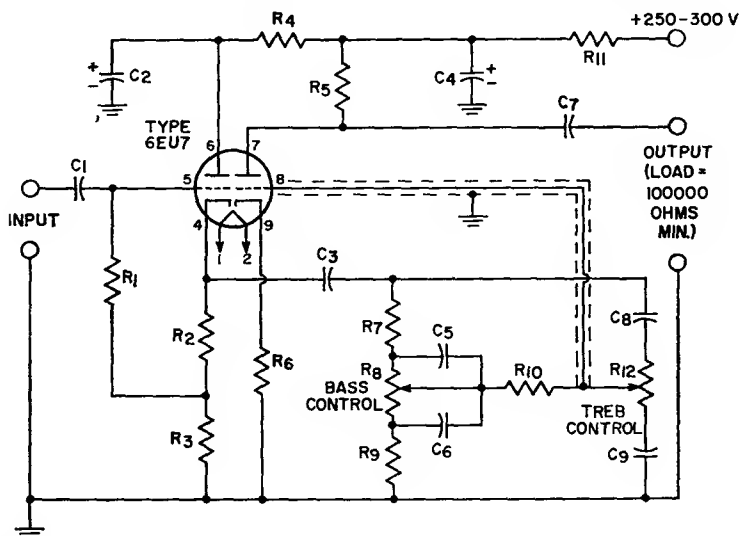 R4
+250-300 V
R11
C2
R5
C4
C7
TYPE
6EU7
6
7
C1
5
8
OUTPUT
(LOAD =
100000
OHMS
MIN.)
INPUT
4
9
1
2
C3
R1
R2
R6
R7
C5
C8
R8
BASS
CONTROL
R10
R12
TREB
CONTROL
R3
C6
R9
C9